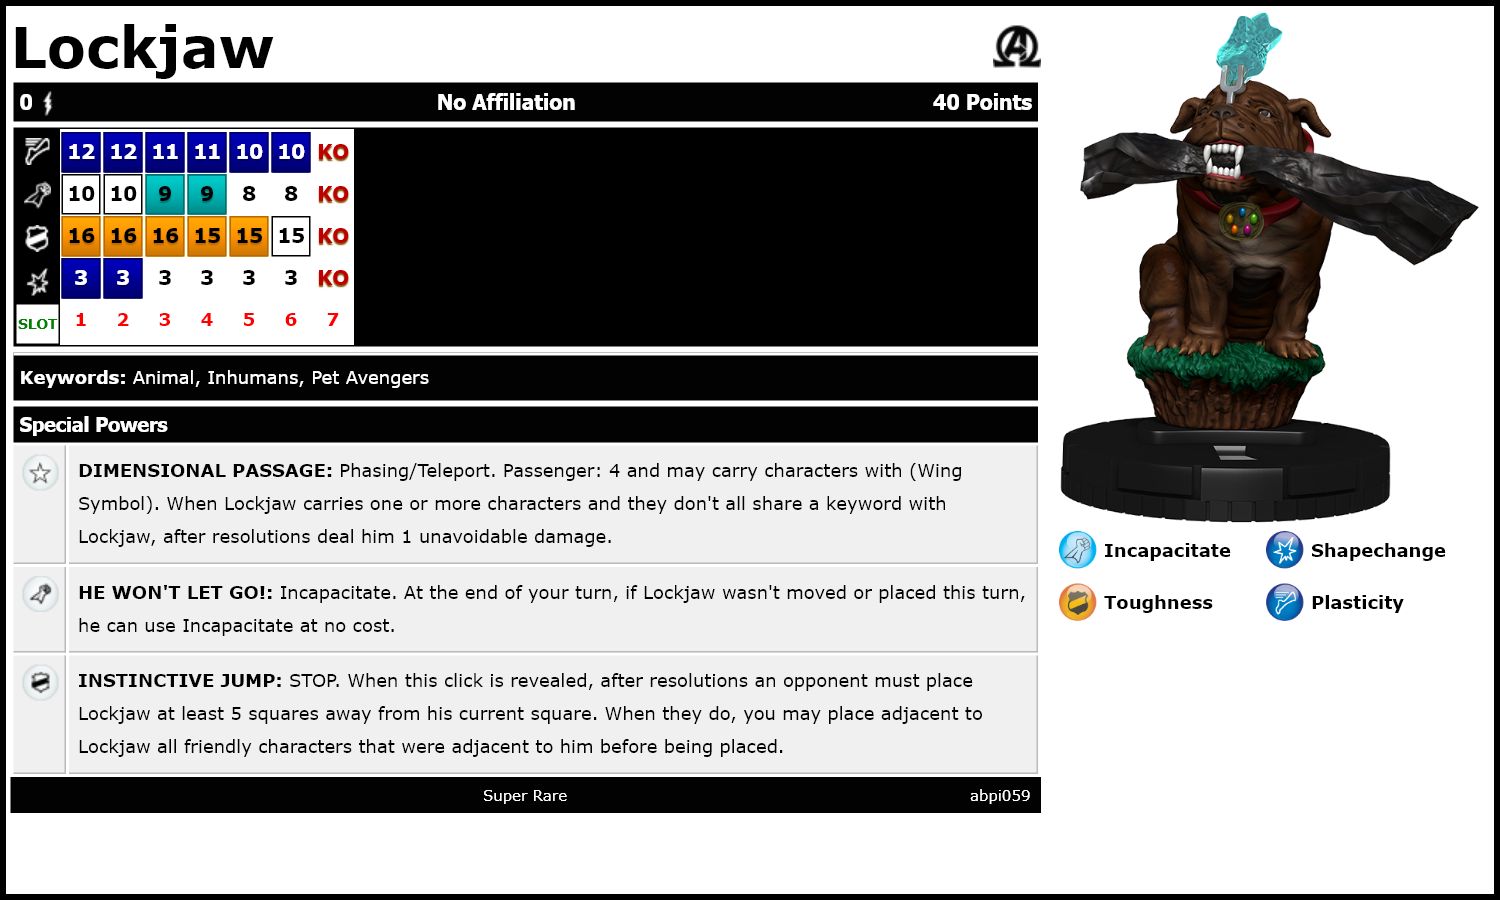 Lockjaw
0 No Affiliation 40 Points
12 12 11 11 10 10 KO
10 10 9 9 8 8 KO
16 16 16 15 15 15 KO
3 3 3 3 3 3 KO
SLOT 1 2 3 4 5 6 7
Keywords: Animal, Inhumans, Pet Avengers
Special Powers
DIMENSIONAL PASSAGE: Phasing/Teleport. Passenger: 4 and may carry characters with (Wing
Symbol). When Lockjaw carries one or more characters and they don't all share a keyword with
Lockjaw, after resolutions deal him 1 unavoidable damage.
HE WON'T LET GO!: Incapacitate. At the end of your turn, if Lockjaw wasn't moved or placed this turn,
he can use Incapacitate at no cost.
INSTINCTIVE JUMP: STOP. When this click is revealed, after resolutions an opponent must place
Lockjaw at least 5 squares away from his current square. When they do, you may place adjacent to
Lockjaw all friendly characters that were adjacent to him before being placed.
Super Rare abpi059
Incapacitate Shapechange
Toughness Plasticity